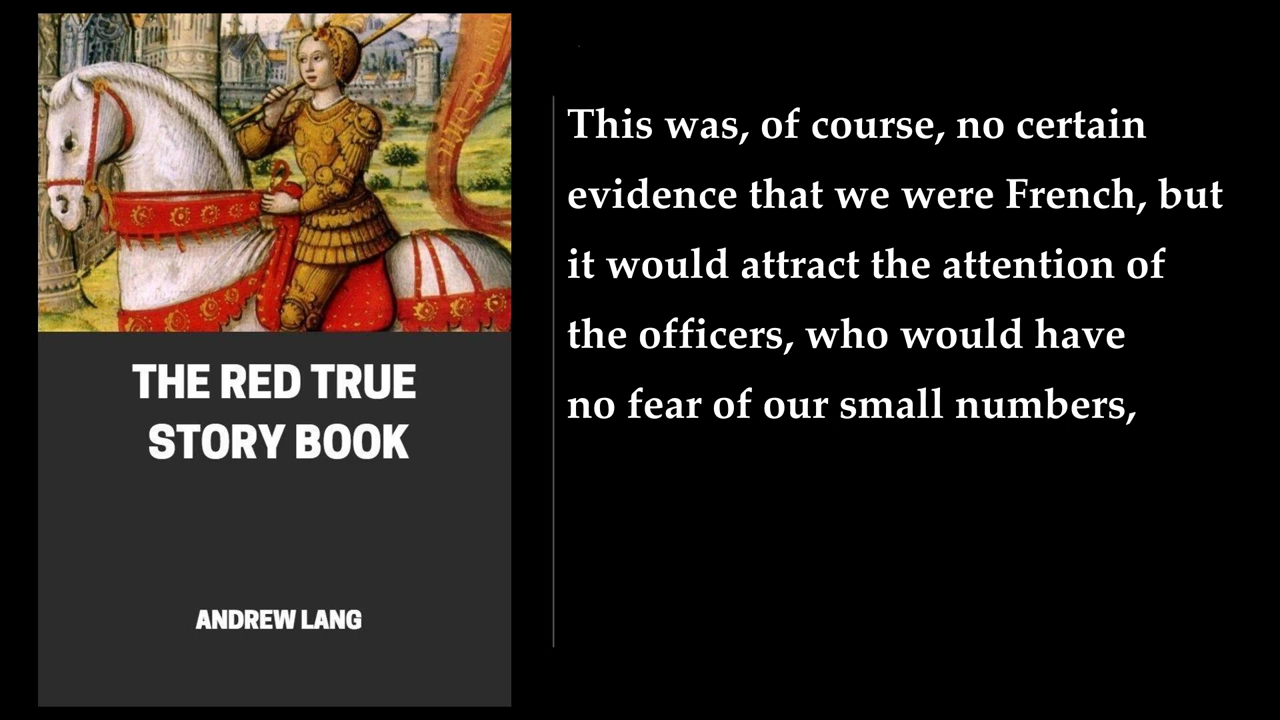 THE RED TRUE
STORY BOOK
ANDREW LANG
This was, of course, no certain
evidence that we were French, but
it would attract the attention of
the officers, who would have
no fear of our small numbers,